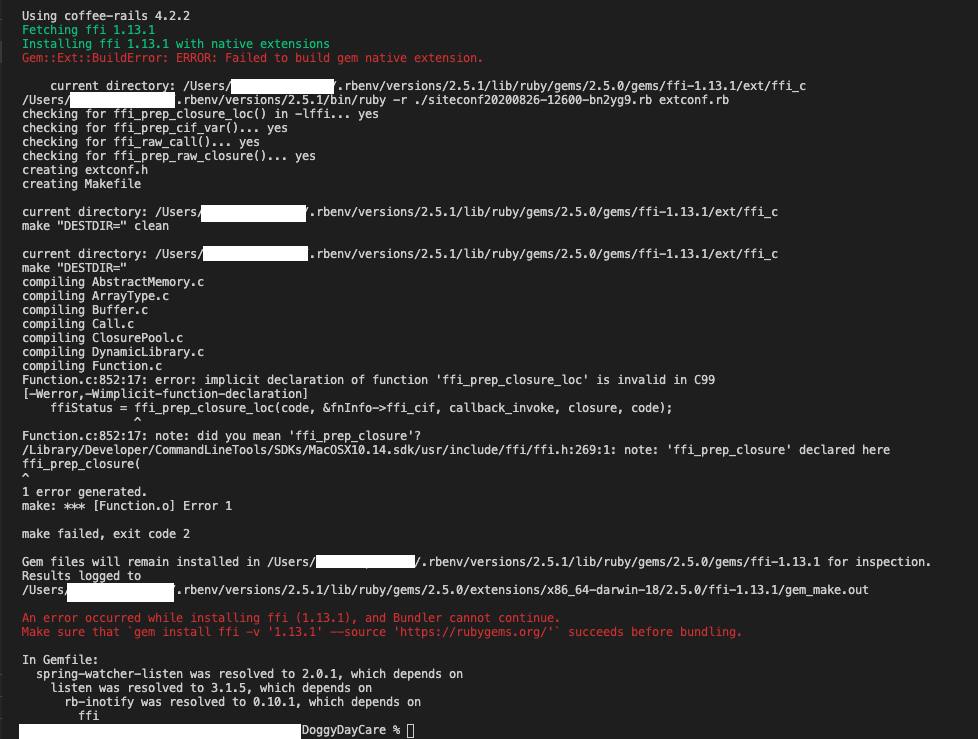 Using coffee-rails 4.2.2
Fetching ffi 1.13.1
Installing ffi 1.13.1 with native extensions
Gem::Ext::BuildError: ERROR: Failed to build gem native extension.
current directory: /Users/ /.rbenv/versions/2.5.1/lib/ruby/gems/2.5.0/gems/ffi-1.13.1/ext/ffi_c
/Users/ .rbenv/versions/2.5.1/bin/ruby -r ./siteconf20200826-12600-bn2yg9.rb extconf.rb
checking for ffi_prep_closure_loc() in -lffi... yes
checking for ffi_prep_cif_var()... yes
checking for ffi_raw_call()... yes
checking for ffi_prep_raw_closure()... yes
creating extconf.h
creating Makefile
current directory: /Users/ /.rbenv/versions/2.5.1/lib/ruby/gems/2.5.0/gems/ffi-1.13.1/ext/ffi_c
make "DESTDIR=" clean
current directory: /Users/ .rbenv/versions/2.5.1/lib/ruby/gems/2.5.0/gems/ffi-1.13.1/ext/ffi_c
make "DESTDIR="
compiling AbstractMemory.c
compiling ArrayType.c
compiling Buffer.c
compiling Call.c
compiling ClosurePool.c
compiling DynamicLibrary.c
compiling Function.c
Function.c:852:17: error: implicit declaration of function 'ffi_prep_closure_loc' is invalid in C99
[-Werror,-Wimplicit-function-declaration]
ffiStatus = ffi_prep_closure_loc(code, &fnInfo->ffi_cif, callback_invoke, closure, code);
^
Function.c:852:17: note: did you mean 'ffi_prep_closure'?
/Library/Developer/CommandLineTools/SDKs/MacOSX10.14.sdk/usr/include/ffi/ffi.h:269:1: note: 'ffi_prep_closure' declared here
ffi_prep_closure(
^
1 error generated.
make: *** [Function.o] Error 1
make failed, exit code 2
Gem files will remain installed in /Users/ /.rbenv/versions/2.5.1/lib/ruby/gems/2.5.0/gems/ffi-1.13.1 for inspection.
Results logged to
/Users/ .rbenv/versions/2.5.1/lib/ruby/gems/2.5.0/extensions/x86_64-darwin-18/2.5.0/ffi-1.13.1/gem_make.out
An error occurred while installing ffi (1.13.1), and Bundler cannot continue.
Make sure that `gem install ffi -v '1.13.1' --source 'https://rubygems.org/'` succeeds before bundling.
In Gemfile:
spring-watcher-listen was resolved to 2.0.1, which depends on
listen was resolved to 3.1.5, which depends on
rb-inotify was resolved to 0.10.1, which depends on
ffi
DoggyDayCare %